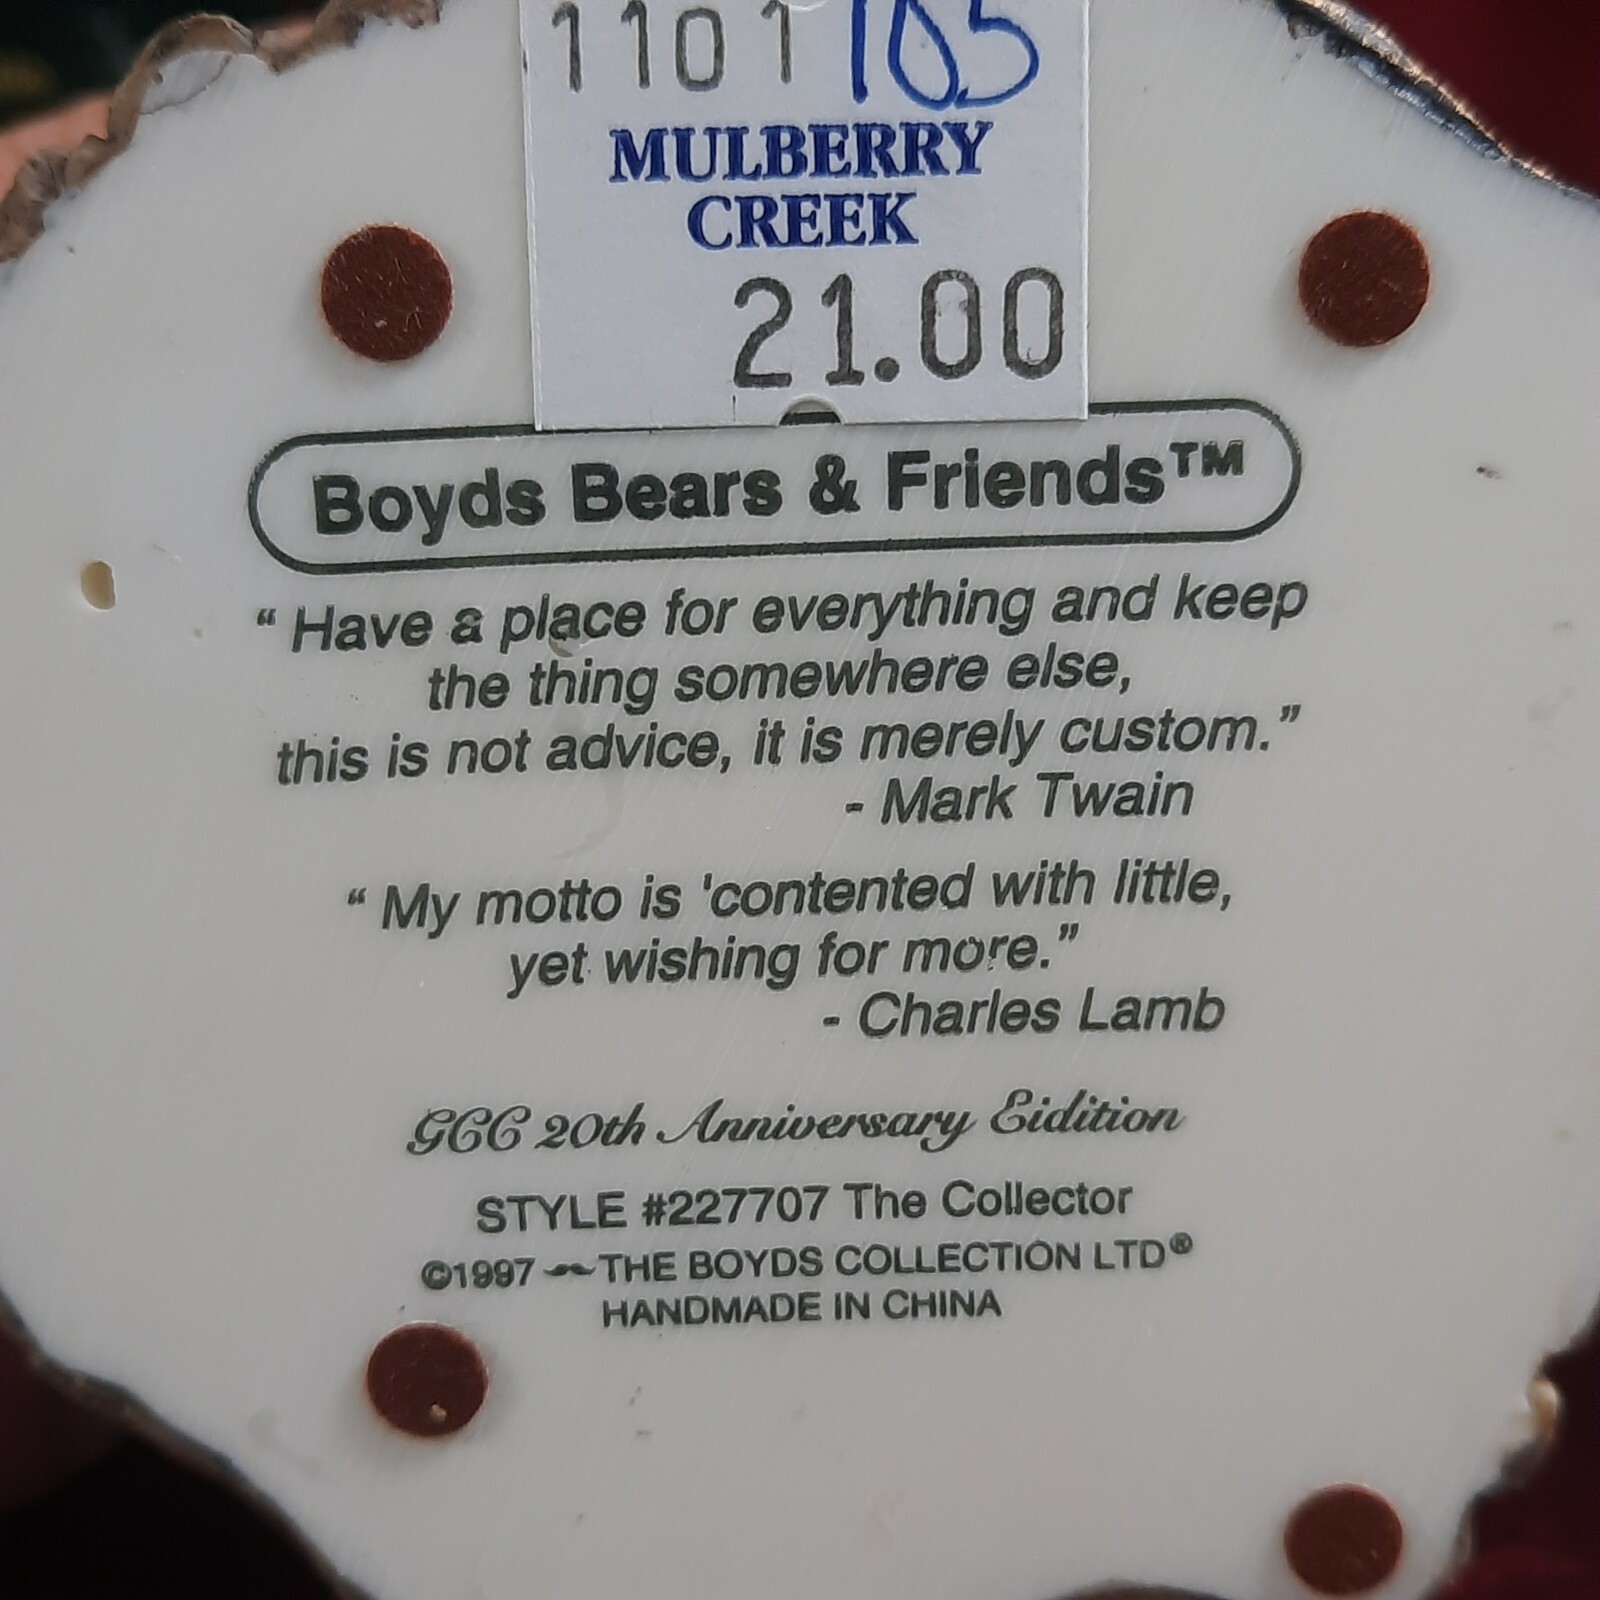 1101 105
MULBERRY
CREEK
21.00
Boyds Bears & Friends™
“ Have a place for everything and keep
the thing somewhere else,
this is not advice, it is merely custom.”
- Mark Twain
“ My motto is 'contented with little,
yet wishing for more.”
- Charles Lamb
GCC 20th Anniversary Eidition
STYLE #227707 The Collector
©1997 THE BOYDS COLLECTION LTD®
HANDMADE IN CHINA